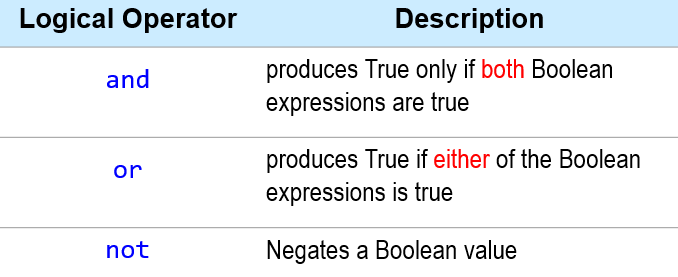 Logical Operator Description
and produces True only if both Boolean
expressions are true
or produces True if either of the Boolean
expressions is true
not Negates a Boolean value